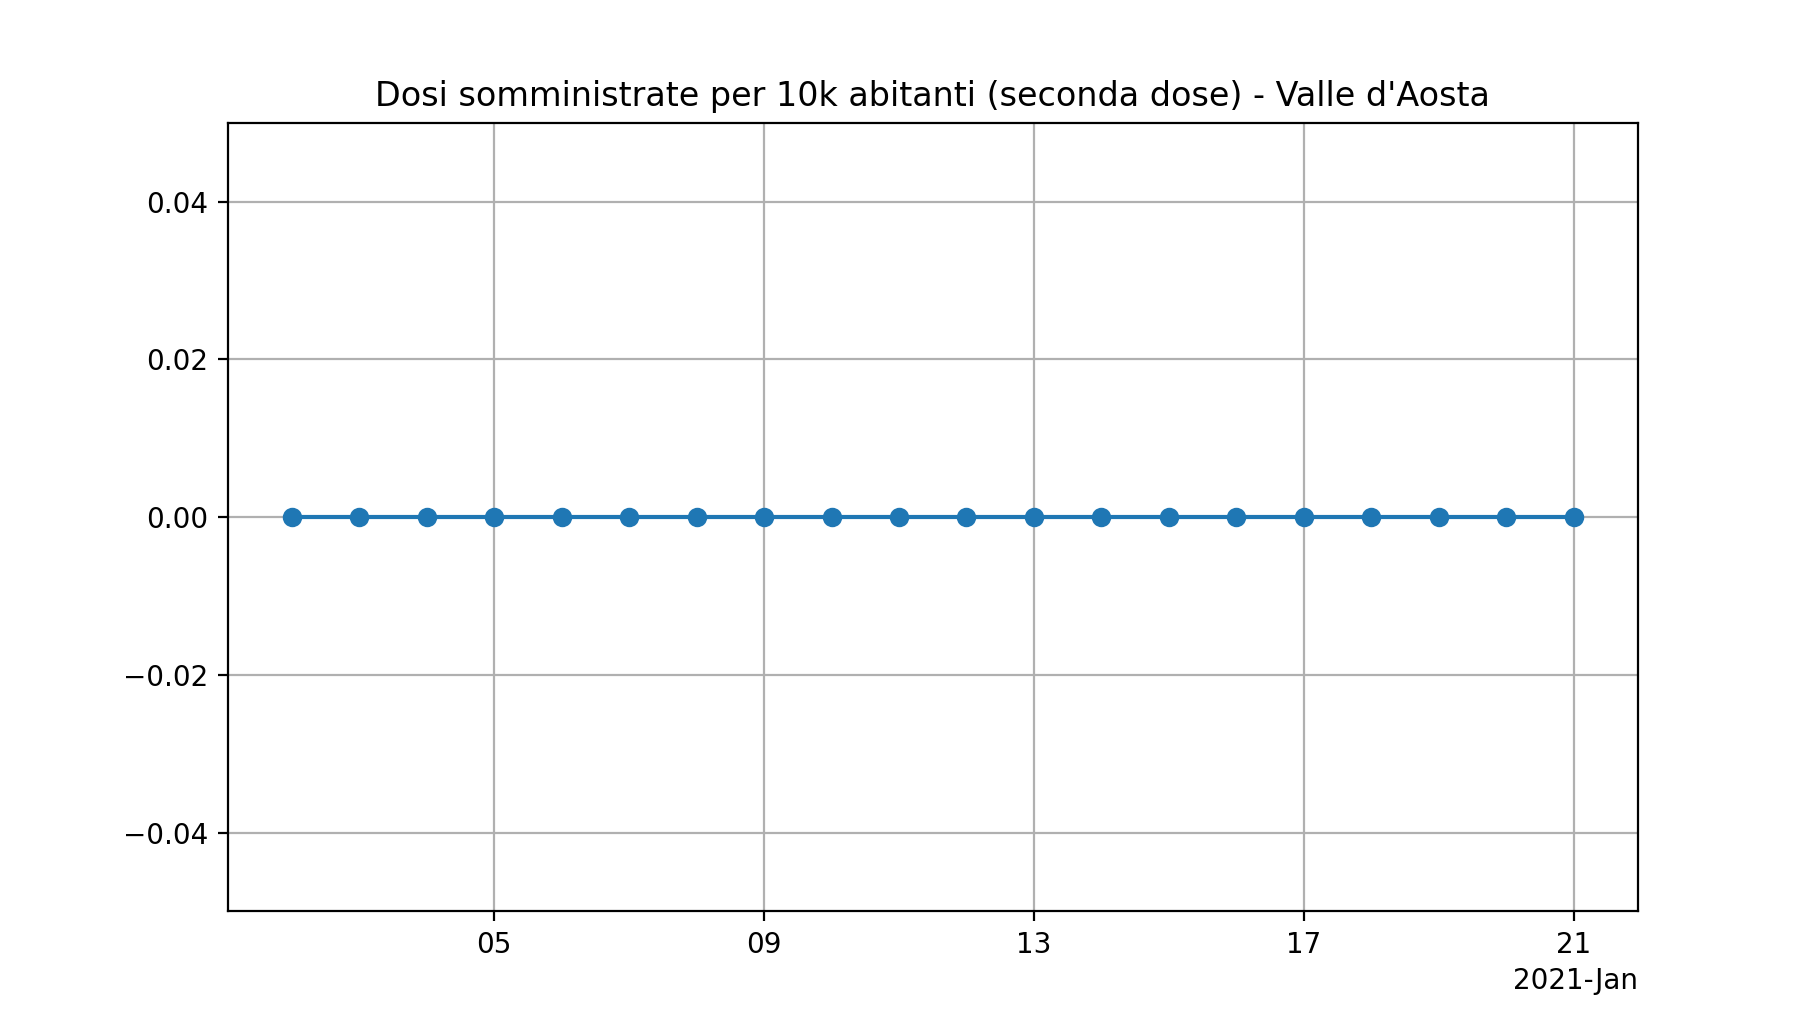 Dosi somministrate per 10k abitanti (seconda dose) - Valle d'Aosta
0.04
0.02
0.00
−0.02
−0.04
05 09 13 17 21
2021-Jan